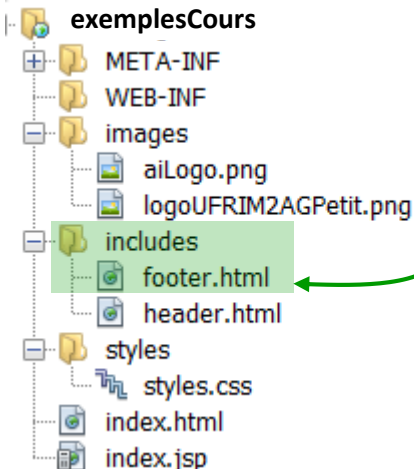 exemplesCours
META-INF
WEB-INF
images
aiLogo.png
logoUFRIM2AGPetit.png
includes
footer.html
header.html
styles
styles.css
index.html
index.jsp